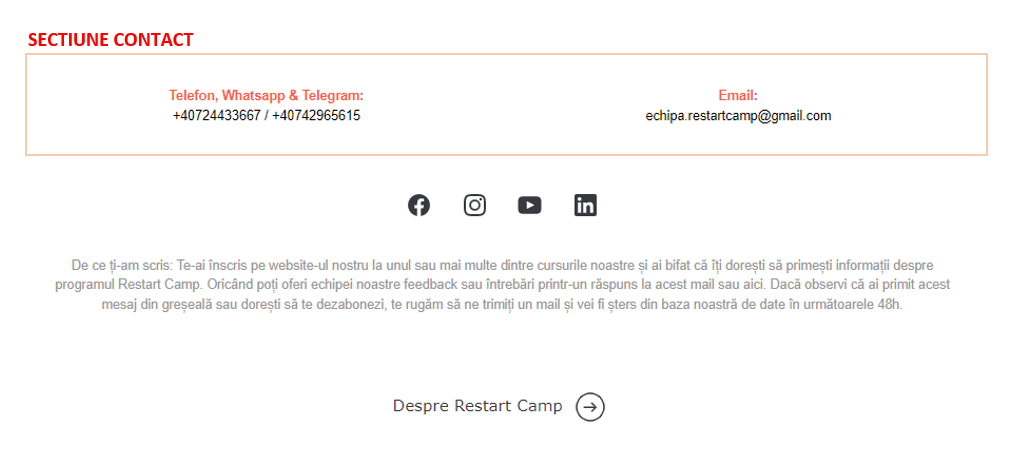 SECTIUNE CONTACT
Telefon, Whatsapp & Telegram:
+40724433667 / +40742965615
Email:
echipa.restartcamp@gmail.com
De ce ți-am scris: Te-ai înscris pe website-ul nostru la unul sau mai multe dintre cursurile noastre și ai bifat că îți dorești să primești informații despre
programul Restart Camp. Oricând poți oferi echipei noastre feedback sau întrebări printr-un răspuns la acest mail sau aici. Dacă observi că ai primit acest
mesaj din greșeală sau dorești să te dezabonezi, te rugăm să ne trimiți un mail și vei fi șters din baza noastră de date în următoarele 48h.
Despre Restart Camp